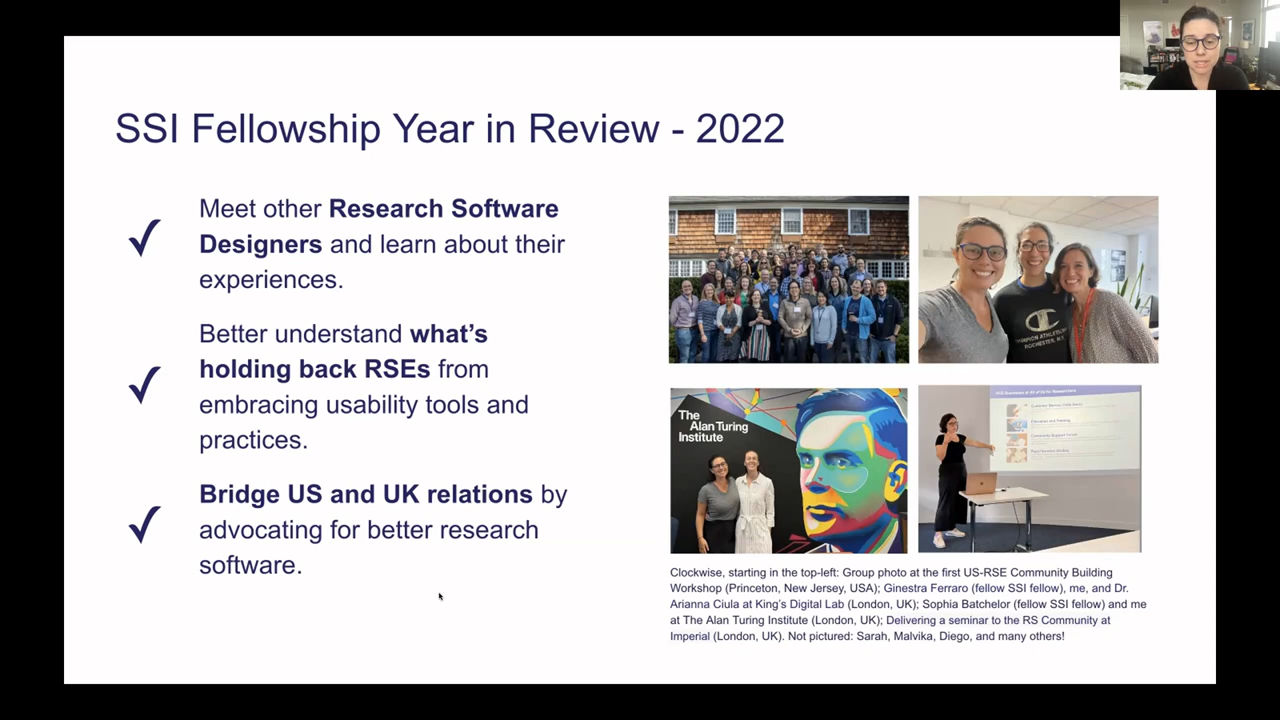 SSI Fellowship Year in Review - 2022
Meet other Research Software
Designers and learn about their
experiences.
Better understand what's
holding back RSEs from
embracing usability tools and
practices.
Bridge US and UK relations by
advocating for better research
software.
CHAMPION ATHLETIC
ROCHESTER, N.Y.
The
Alan Turing
Institute
Clockwise, starting in the top-left: Group photo at the first US-RSE Community Building
Workshop (Princeton, New Jersey, USA); Ginestra Ferraro (fellow SSI fellow), me, and Dr.
Arianna Ciula at King's Digital Lab (London, UK); Sophia Batchelor (fellow SSI fellow) and me
at The Alan Turing Institute (London, UK); Delivering a seminar to the RS Community at
Imperial (London, UK). Not pictured: Sarah, Malvika, Diego, and many others!